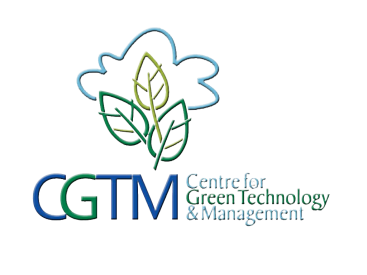 CGTM
Centre for
Green Technology
& Management